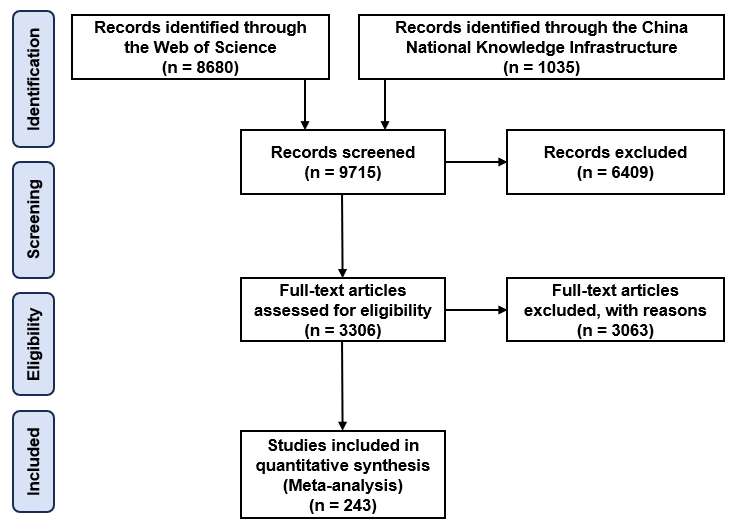 Identification
Records identified through
the Web of Science
(n = 8680)
Records identified through the China
National Knowledge Infrastructure
(n = 1035)
Screening
Records screened
(n = 9715)
Records excluded
(n = 6409)
Eligibility
Full-text articles
assessed for eligibility
(n = 3306)
Full-text articles
excluded, with reasons
(n = 3063)
Included
Studies included in
quantitative synthesis
(Meta-analysis)
(n = 243)